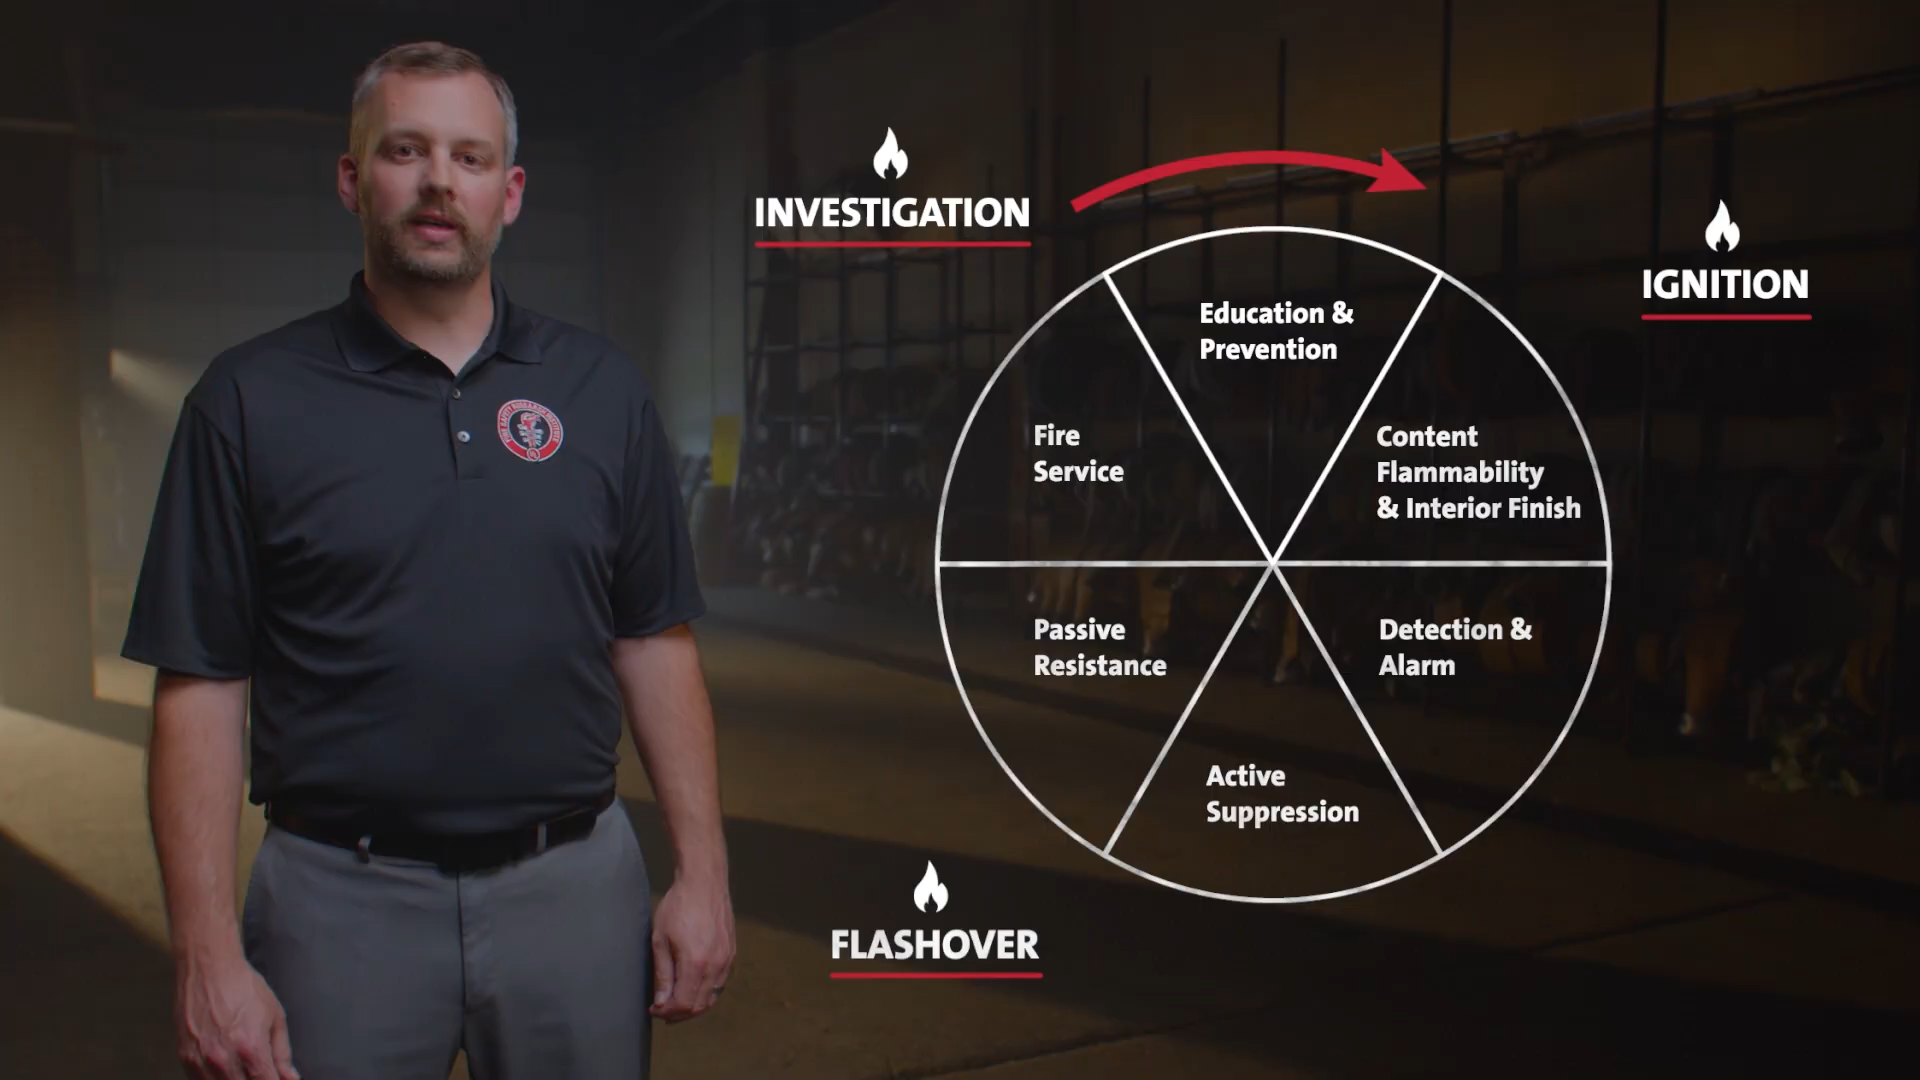 INVESTIGATION
IGNITION
Education &
Prevention
Fire
Service
Content
Flammability
& Interior Finish
Passive
Resistance
Detection &
Alarm
Active
Suppression
FLASHOVER